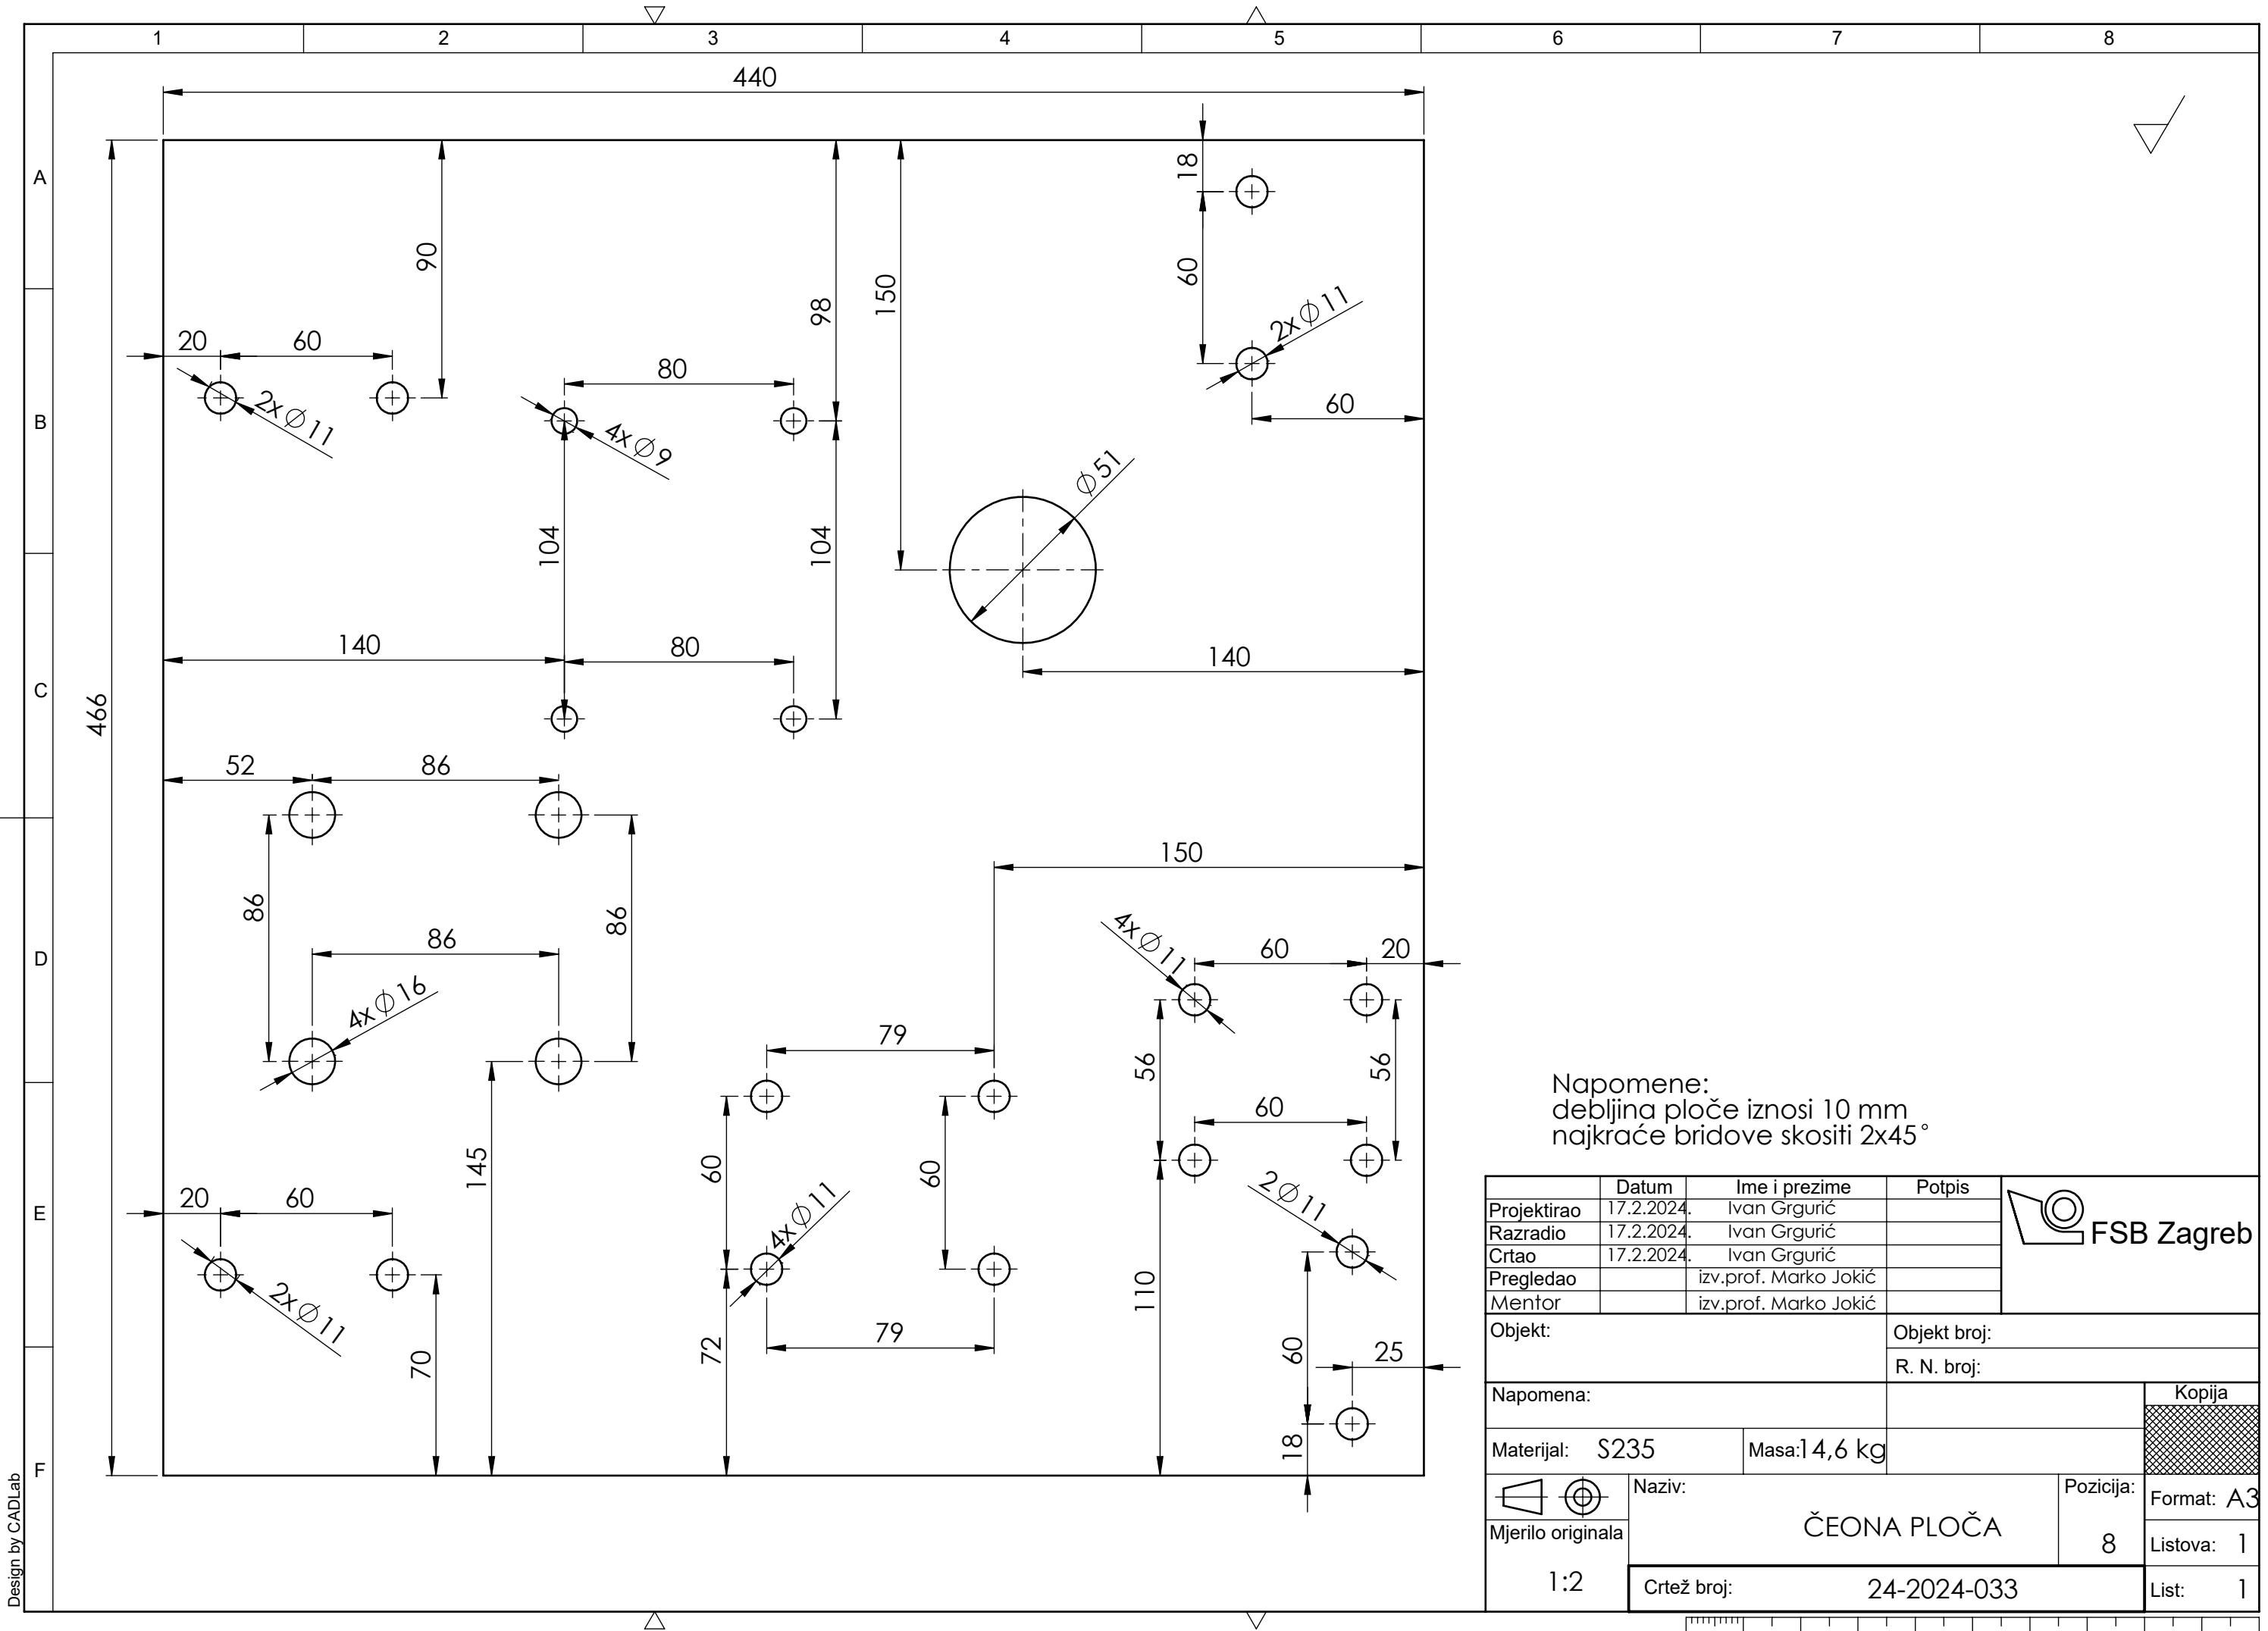 1 2 3 4 5 6 7 8
440
A
18
90
60
98
150
2xØ11
20 60
80
60
B
2xØ11
4xØ9
Ø51
104
104
140
80
140
C
466
52 86
150
86
86
4xØ11
60 20
D
86
4xØ16
79
56
56
60
Napomene:
debljina ploče iznosi 10 mm
najkraće bridove skositi 2x45°
145
60
60
20 60
4xØ11
2Ø11
E
2xØ11
110
70
72
79
60
25
18
F
Datum Ime i prezime Potpis
Projektirao 17.2.2024. Ivan Grgurić
Razradio 17.2.2024. Ivan Grgurić
Crtao 17.2.2024. Ivan Grgurić
Pregledao izv.prof. Marko Jokić
Mentor izv.prof. Marko Jokić
FSB Zagreb
Objekt:
Objekt broj:
R. N. broj:
Napomena:
Kopija
Materijal: S235 Masa:14,6 kg
Naziv:
ČEONA PLOČA
Pozicija:
8
Format: A3
Mjerilo originala
1:2
Listova: 1
Crtež broj: 24-2024-033
List: 1
Design by CADLab